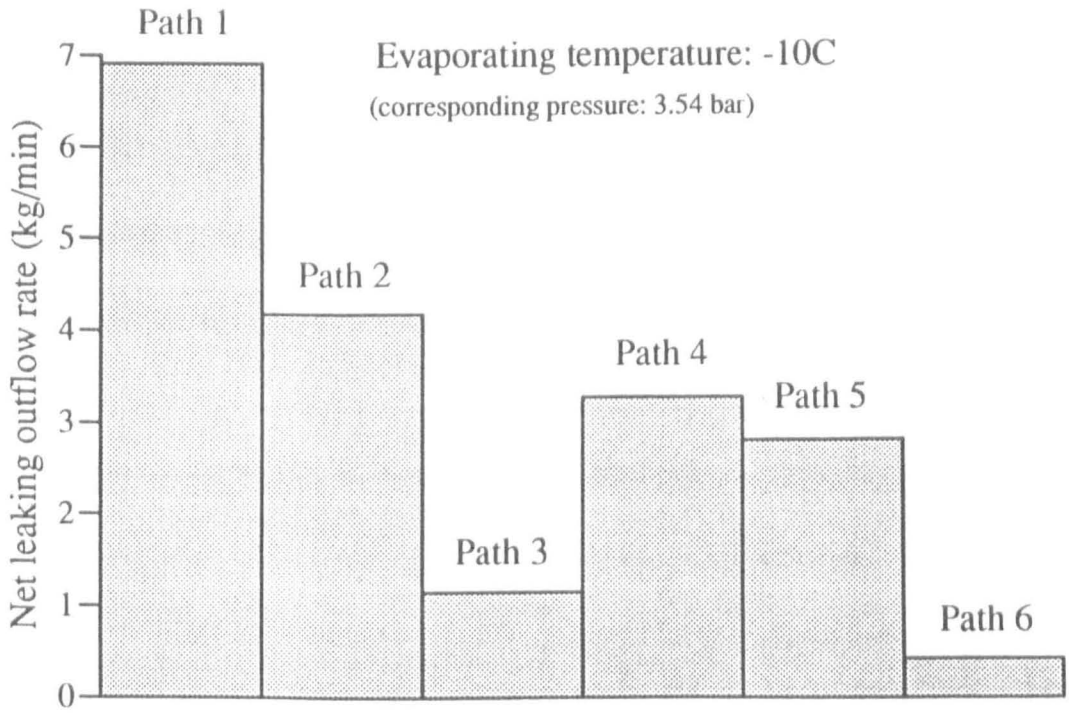 Path 1
Evaporating temperature: -10C
(corresponding pressure: 3.54 bar)
Net leaking outflow rate (kg/min)
7
6
5
4
3
2
1
0
Path 2
Path 3
Path 4
Path 5
Path 6